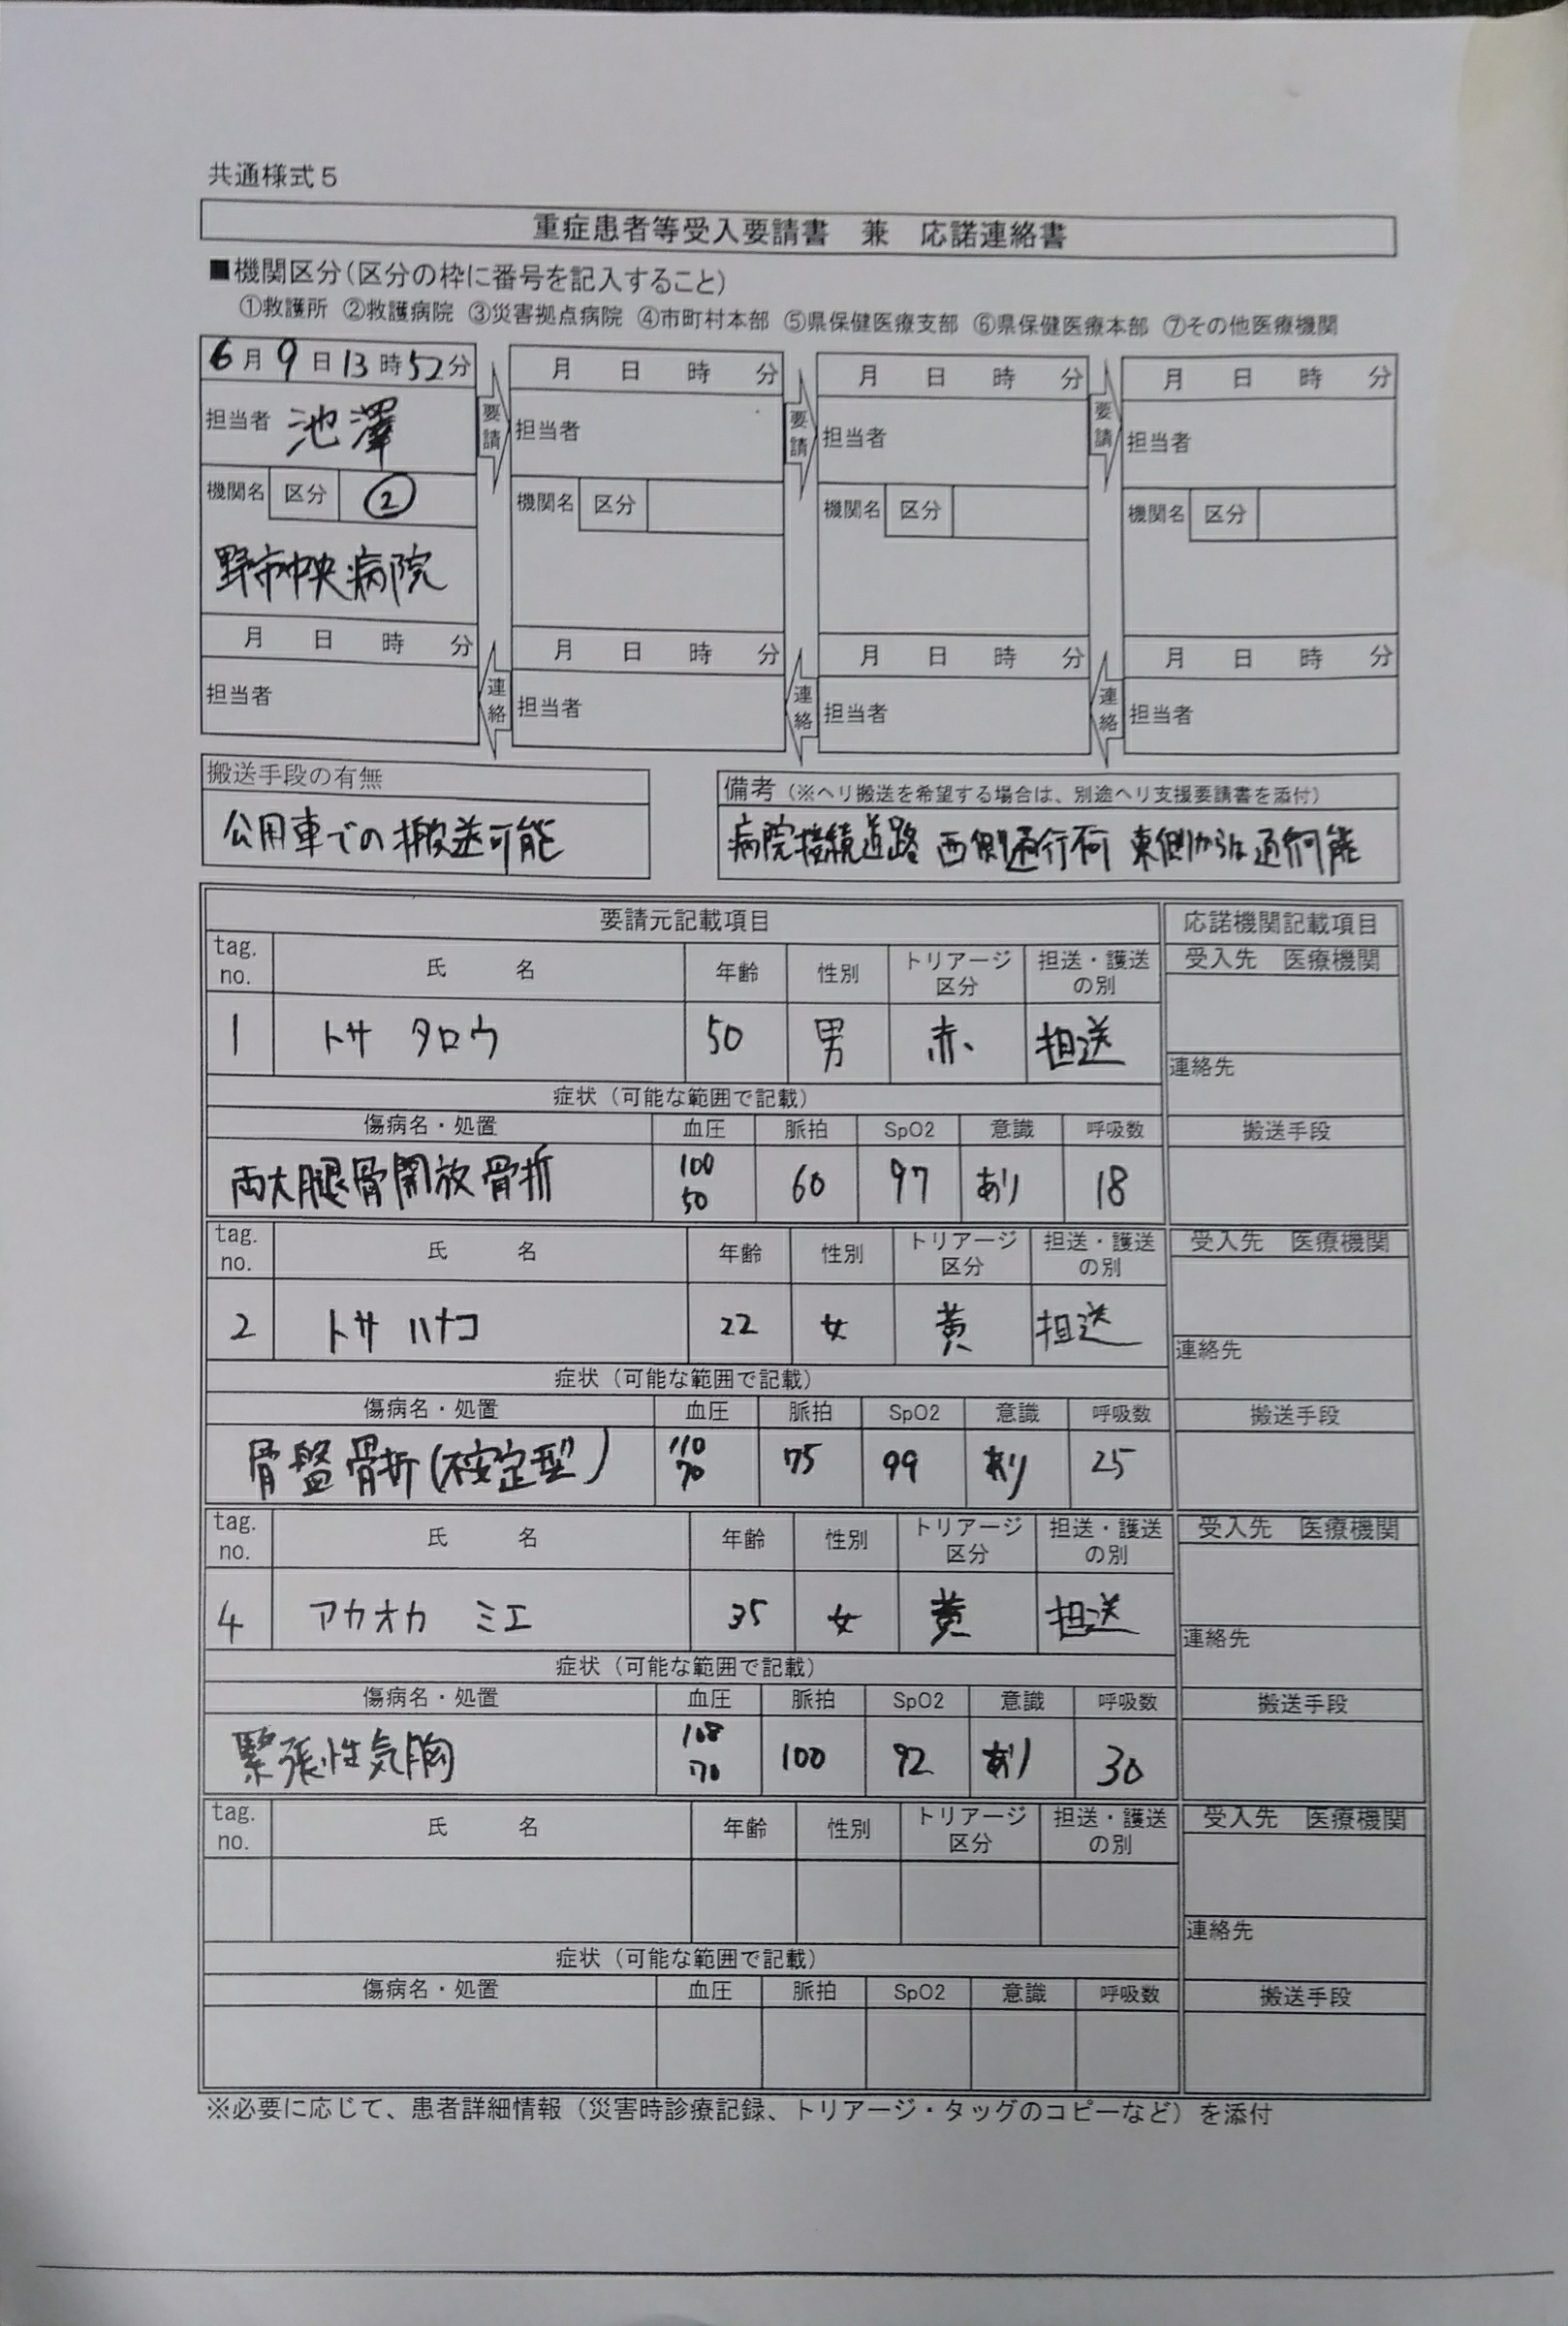 共通様式5
重症患者等受入要請書　兼　応諾連絡書
■機関区分(区分の枠に番号を記入すること)
①救護所 ②救護病院 ③災害拠点病院 ④市町村本部 ⑤県保健医療支部 ⑥県保健医療本部 ⑦その他医療機関
6月9日13時52分 月 日 時 分 月 日 時 分 月 日 時 分
要請 要請 要請
担当者 池澤 担当者 担当者 担当者
機関名 区分 ② 機関名 区分 機関名 区分 機関名 区分
野市中央病院
月 日 時 分 月 日 時 分 月 日 時 分 月 日 時 分
連絡 連絡 連絡
担当者 担当者 担当者 担当者
搬送手段の有無
公用車での搬送可能
備考(※ヘリ搬送を希望する場合は、別途ヘリ支援要請書を添付)
病院接続道路 西側通行不可 東側からは通行可能
要請元記載項目 応諾機関記載項目
tag. no. 氏 名 年齢 性別 トリアージ区分 担送・護送の別 受入先 医療機関
1 トサ タロウ 50 男 赤 担送
連絡先
症状(可能な範囲で記載)
傷病名・処置 血圧 脈拍 SpO2 意識 呼吸数 搬送手段
両大腿骨開放骨折 100 50 60 97 あり 18
tag. no. 氏 名 年齢 性別 トリアージ区分 担送・護送の別 受入先 医療機関
2 トサ ハナコ 22 女 黄 担送
連絡先
症状(可能な範囲で記載)
傷病名・処置 血圧 脈拍 SpO2 意識 呼吸数 搬送手段
骨盤骨折(不安定型) 110 70 75 99 あり 25
tag. no. 氏 名 年齢 性別 トリアージ区分 担送・護送の別 受入先 医療機関
4 アカオカ ミエ 35 女 黄 担送
連絡先
症状(可能な範囲で記載)
傷病名・処置 血圧 脈拍 SpO2 意識 呼吸数 搬送手段
緊張性気胸 108 70 100 92 あり 30
tag. no. 氏 名 年齢 性別 トリアージ区分 担送・護送の別 受入先 医療機関
連絡先
症状(可能な範囲で記載)
傷病名・処置 血圧 脈拍 SpO2 意識 呼吸数 搬送手段
※必要に応じて、患者詳細情報(災害時診療記録、トリアージ・タッグのコピーなど)を添付